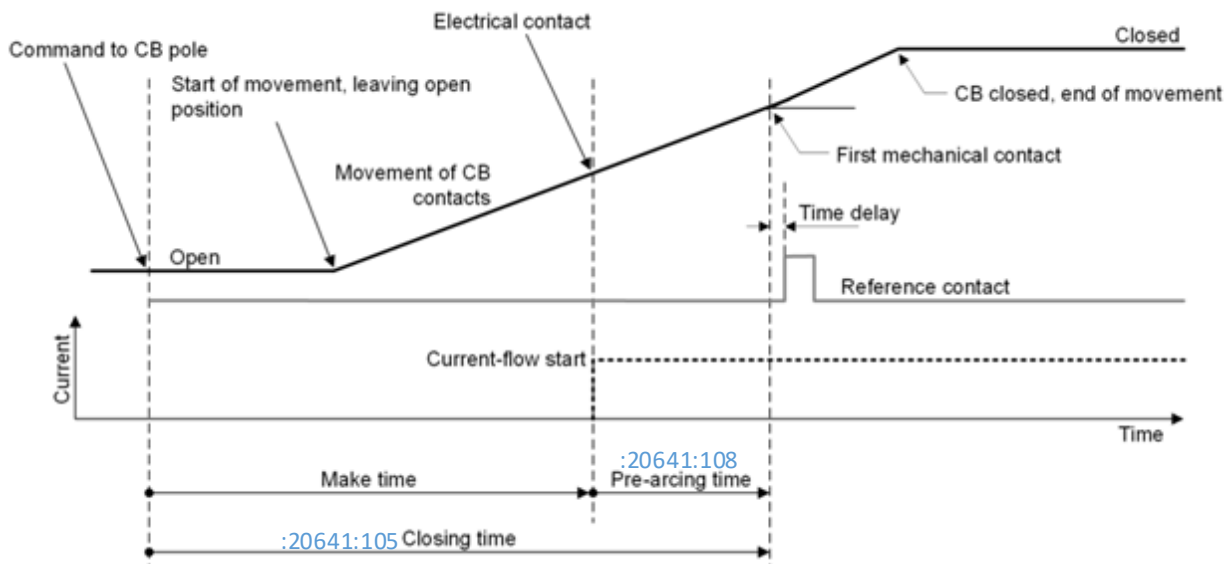 Electrical contact
Closed
Command to CB pole
Start of movement, leaving open
position
CB closed, end of movement
First mechanical contact
Movement of CB
contacts
Time delay
Open
Reference contact
Current
Current-flow start
Time
:20641:108
Make time
Pre-arcing time
:20641:105 Closing time